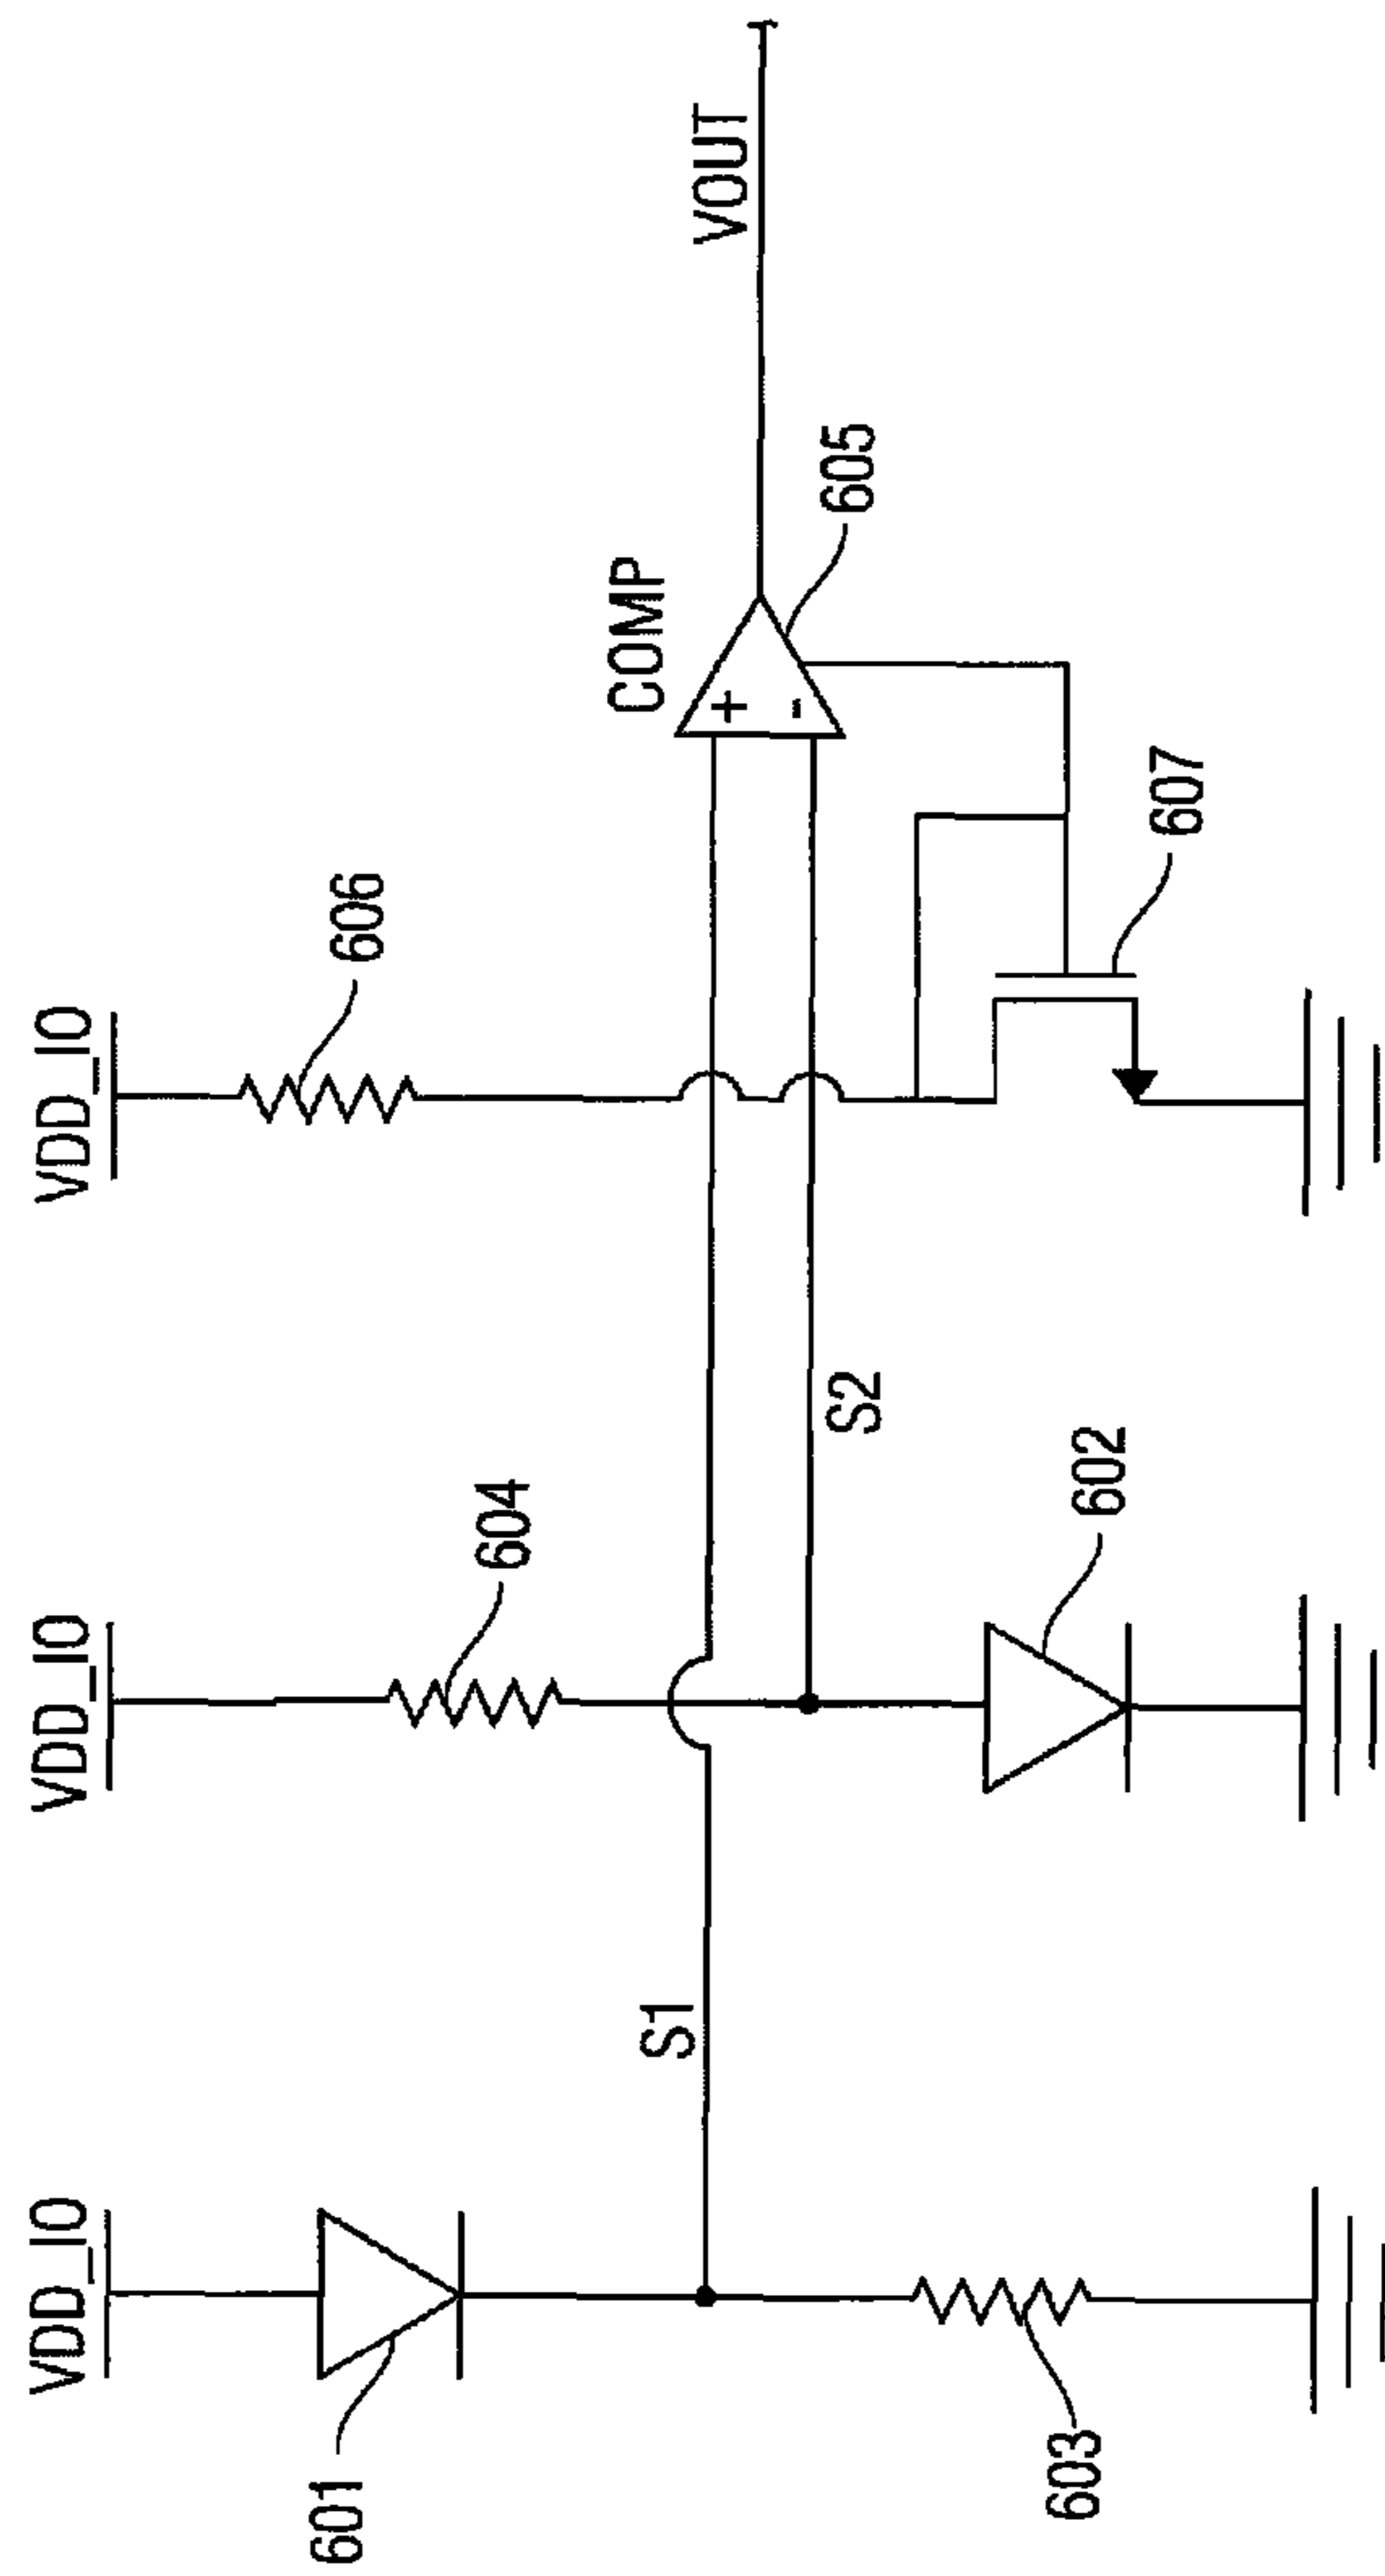 VDD_IO
VDD_IO
VDD_IO
601
604
606
S1
S2
COMP
VOUT
603
602
607
605